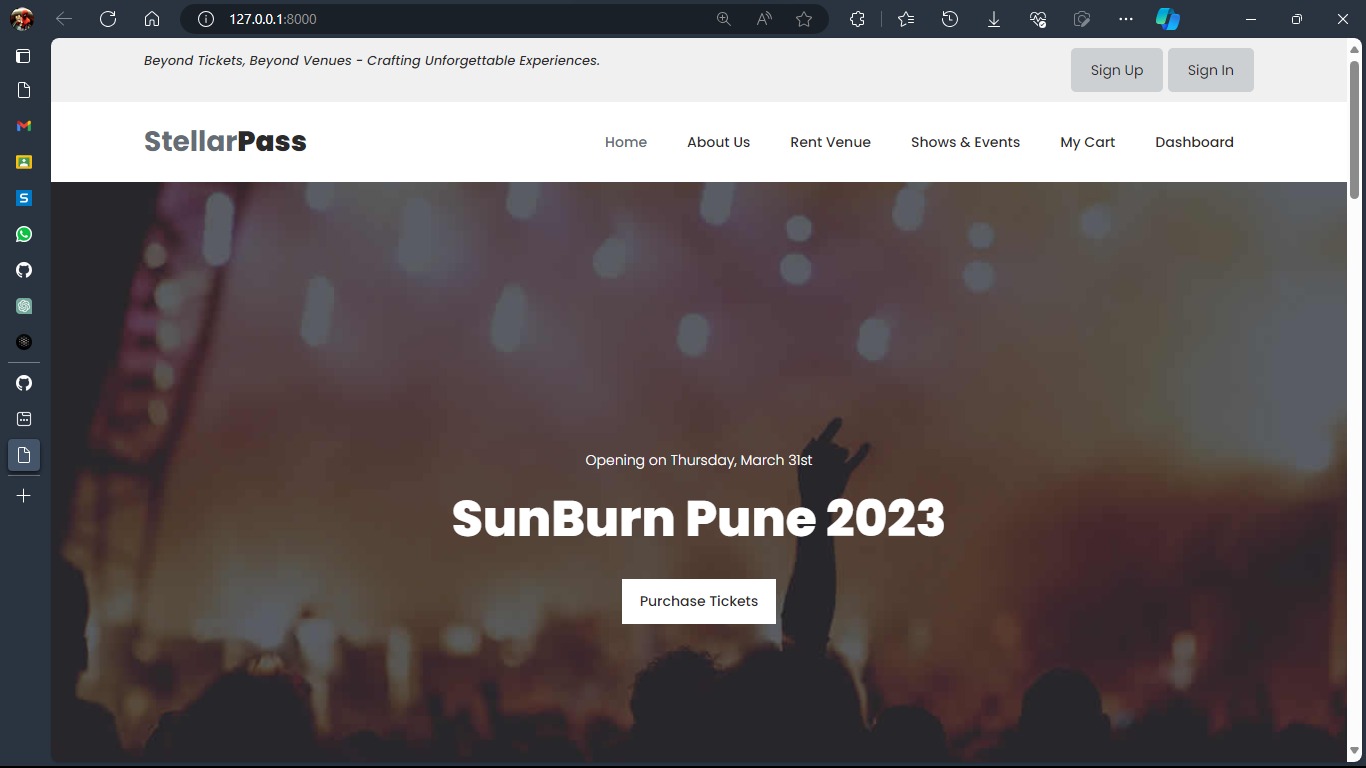 127.0.0.1:8000
Beyond Tickets, Beyond Venues - Crafting Unforgettable Experiences.
Sign Up
Sign In
StellarPass
Home
About Us
Rent Venue
Shows & Events
My Cart
Dashboard
Opening on Thursday, March 31st
SunBurn Pune 2023
Purchase Tickets